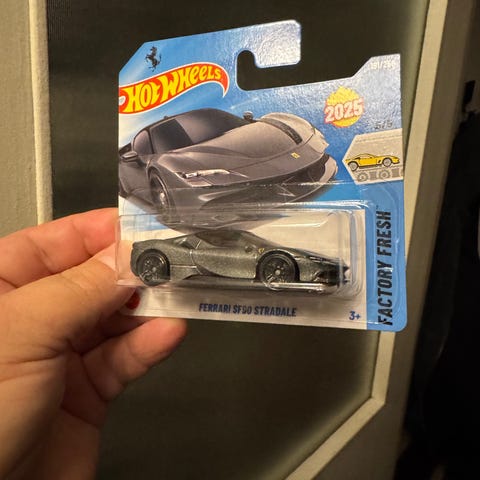 HOT WHEELS
2025
FACTORY FRESH
FERRARI SF90 STRADALE
3+